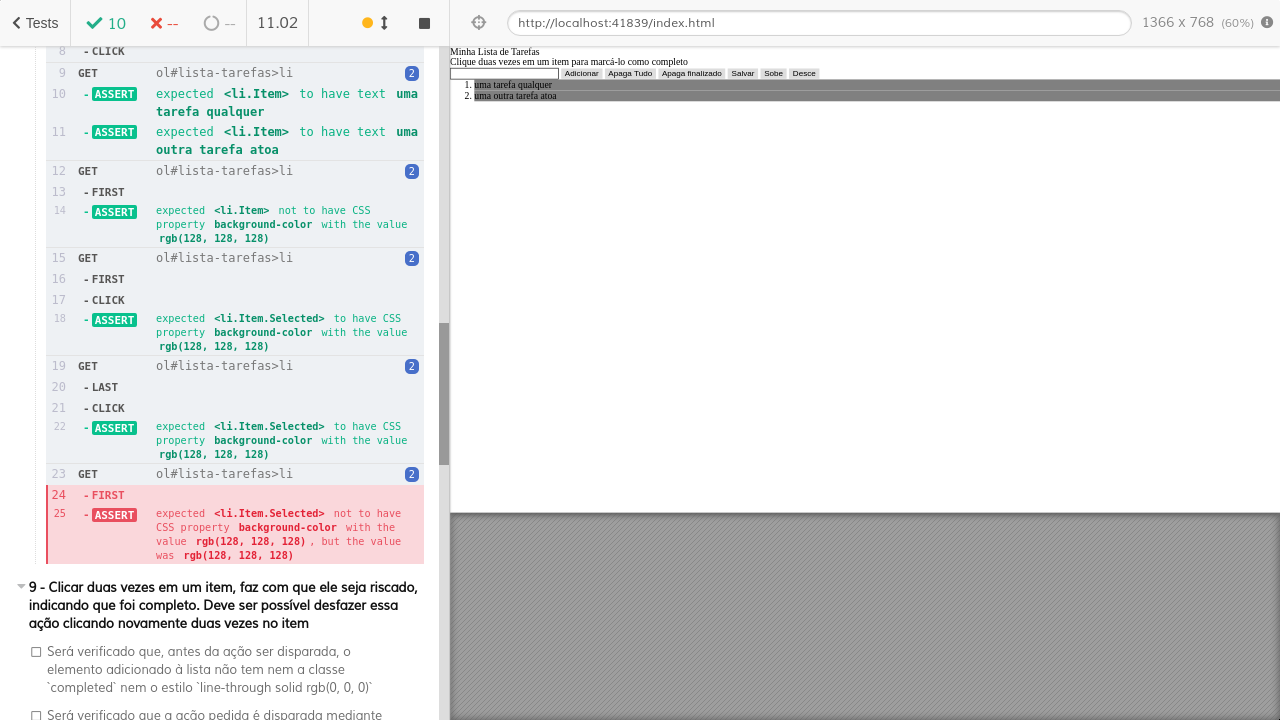 Tests
10
--
--
11.02
http://localhost:41839/index.html
1366 x 768 (60%)
8 -CLICK
9 GET ol#lista-tarefas>li 2
10 -ASSERT expected <li.Item> to have text uma
tarefa qualquer
11 -ASSERT expected <li.Item> to have text uma
outra tarefa atoa
12 GET ol#lista-tarefas>li 2
13 -FIRST
14 -ASSERT expected <li.Item> not to have CSS
property background-color with the value
rgb(128, 128, 128)
15 GET ol#lista-tarefas>li 2
16 -FIRST
17 -CLICK
18 -ASSERT expected <li.Item.Selected> to have CSS
property background-color with the value
rgb(128, 128, 128)
19 GET ol#lista-tarefas>li 2
20 -LAST
21 -CLICK
22 -ASSERT expected <li.Item.Selected> to have CSS
property background-color with the value
rgb(128, 128, 128)
23 GET ol#lista-tarefas>li 2
24 -FIRST
25 -ASSERT expected <li.Item.Selected> not to have
CSS property background-color with the
value rgb(128, 128, 128), but the value
was rgb(128, 128, 128)
9 - Clicar duas vezes em um item, faz com que ele seja riscado,
indicando que foi completo. Deve ser possível desfazer essa
ação clicando novamente duas vezes no item
Será verificado que, antes da ação ser disparada, o
elemento adicionado à lista não tem nem a classe
`completed` nem o estilo `line-through solid rgb(0, 0, 0)`
Será verificado que a ação pedida é disparada mediante
Minha Lista de Tarefas
Clique duas vezes em um item para marcá-lo como completo
Adicionar Apaga Tudo Apaga finalizado Salvar Sobe Desce
1. uma tarefa qualquer
2. uma outra tarefa atoa